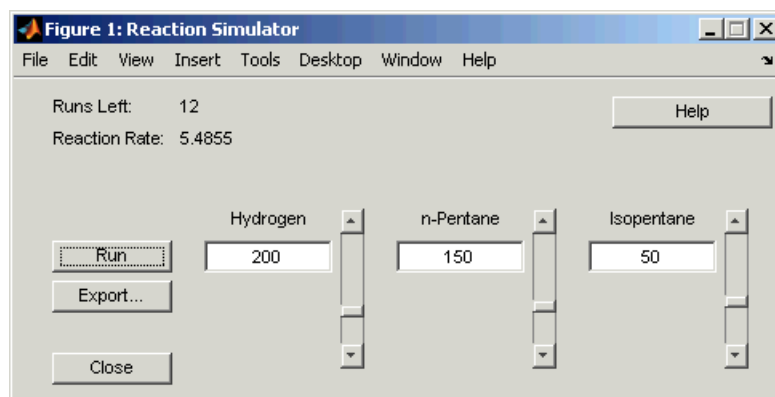 Figure 1: Reaction Simulator
File Edit View Insert Tools Desktop Window Help
Runs Left: 12
Help
Reaction Rate: 5.4855
Hydrogen n-Pentane Isopentane
Run 200 150 50
Export...
Close